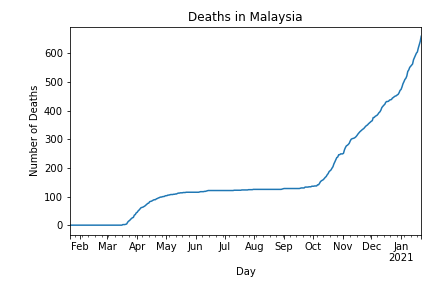 Deaths in Malaysia
Number of Deaths
600
500
400
300
200
100
0
Feb Mar Apr May Jun Jul Aug Sep Oct Nov Dec Jan
2021
Day